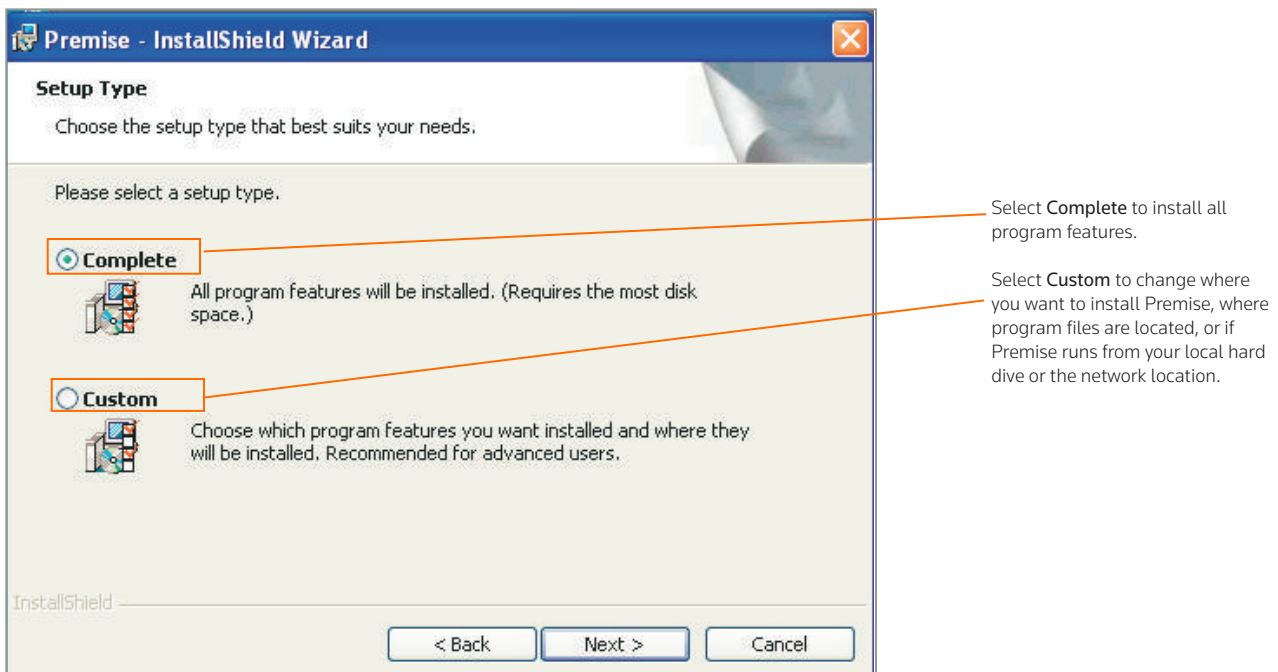 Premise - InstallShield Wizard
Setup Type
Choose the setup type that best suits your needs.
Please select a setup type.
Complete
All program features will be installed. (Requires the most disk
space.)
Custom
Choose which program features you want installed and where they
will be installed. Recommended for advanced users.
InstallShield
< Back
Next >
Cancel
Select Complete to install all
program features.
Select Custom to change where
you want to install Premise, where
program files are located, or if
Premise runs from your local hard
dive or the network location.